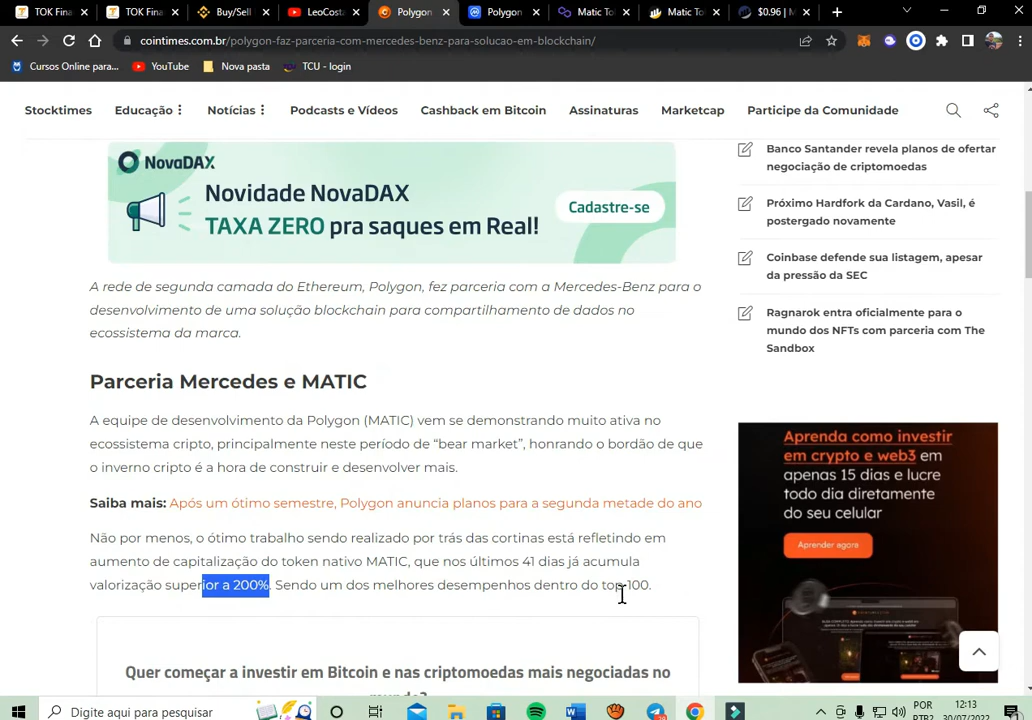 TOK Fina
TOK Fina
Buy/Sell
LeoCosta
Polygon
Polygon
Matic To
Matic To
$0.96 | M
cointimes.com.br/polygon-faz-parceria-com-mercedes-benz-para-solucao-em-blockchain/
Cursos Online para...
YouTube
Nova pasta
TCU - login
Stocktimes
Educação
Notícias
Podcasts e Vídeos
Cashback em Bitcoin
Assinaturas
Marketcap
Participe da Comunidade
NovaDAX
Novidade NovaDAX
TAXA ZERO pra saques em Real!
Cadastre-se
A rede de segunda camada do Ethereum, Polygon, fez parceria com a Mercedes-Benz para o
desenvolvimento de uma solução blockchain para compartilhamento de dados no
ecossistema da marca.
Parceria Mercedes e MATIC
A equipe de desenvolvimento da Polygon (MATIC) vem se demonstrando muito ativa no
ecossistema cripto, principalmente neste período de “bear market”, honrando o bordão de que
o inverno cripto é a hora de construir e desenvolver mais.
Saiba mais: Após um ótimo semestre, Polygon anuncia planos para a segunda metade do ano
Não por menos, o ótimo trabalho sendo realizado por trás das cortinas está refletindo em
aumento de capitalização do token nativo MATIC, que nos últimos 41 dias já acumula
valorização superior a 200%. Sendo um dos melhores desempenhos dentro do top 100.
Quer começar a investir em Bitcoin e nas criptomoedas mais negociadas no
mundo?
Banco Santander revela planos de ofertar
negociação de criptomoedas
Próximo Hardfork da Cardano, Vasil, é
postergado novamente
Coinbase defende sua listagem, apesar
da pressão da SEC
Ragnarok entra oficialmente para o
mundo dos NFTs com parceria com The
Sandbox
Aprenda como investir
em crypto e web3 em
apenas 15 dias e lucre
todo dia diretamente
do seu celular
Aprender agora
Digite aqui para pesquisar
POR
PTB2
12:13
30/07/2022